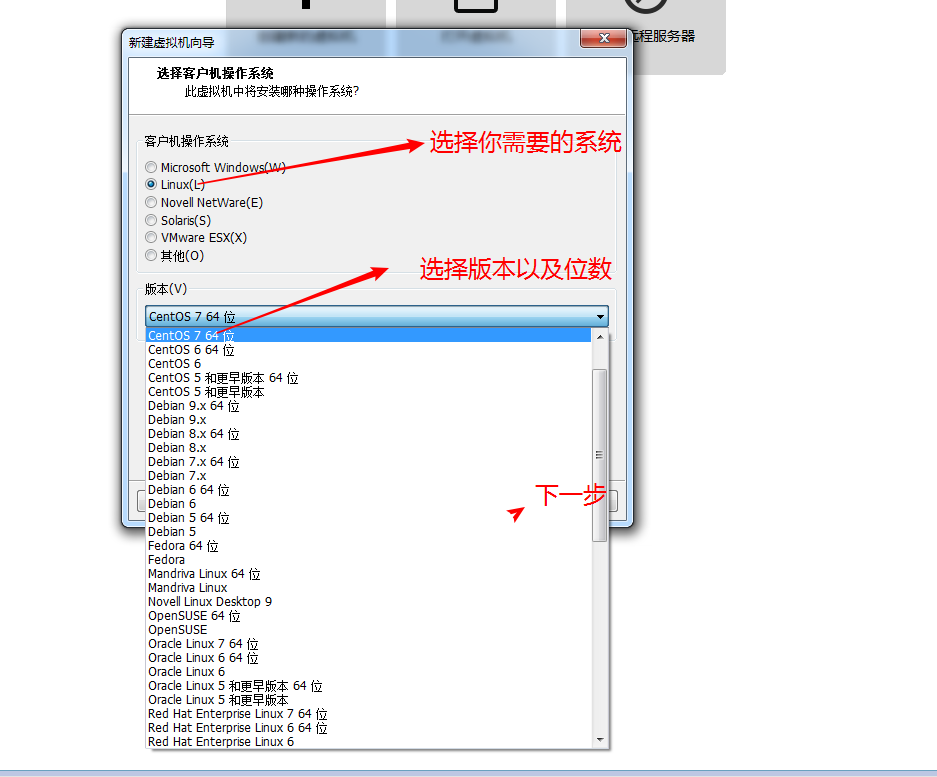 远程服务器
新建虚拟机向导
选择客户机操作系统
此虚拟机中将安装哪种操作系统?
客户机操作系统
选择你需要的系统
Microsoft Windows(W)
Linux(L)
Novell NetWare(E)
Solaris(S)
VMware ESX(X)
其他(O)
选择版本以及位数
版本(V)
CentOS 7 64 位
CentOS 7 64 位
CentOS 6 64 位
CentOS 6
CentOS 5 和更早版本 64 位
CentOS 5 和更早版本
Debian 9.x 64 位
Debian 9.x
Debian 8.x 64 位
Debian 8.x
Debian 7.x 64 位
Debian 7.x
Debian 6 64 位
下一步
Debian 6
Debian 5 64 位
Debian 5
Fedora 64 位
Fedora
Mandriva Linux 64 位
Mandriva Linux
Novell Linux Desktop 9
OpenSUSE 64 位
OpenSUSE
Oracle Linux 7 64 位
Oracle Linux 6 64 位
Oracle Linux 6
Oracle Linux 5 和更早版本 64 位
Oracle Linux 5 和更早版本
Red Hat Enterprise Linux 7 64 位
Red Hat Enterprise Linux 6 64 位
Red Hat Enterprise Linux 6